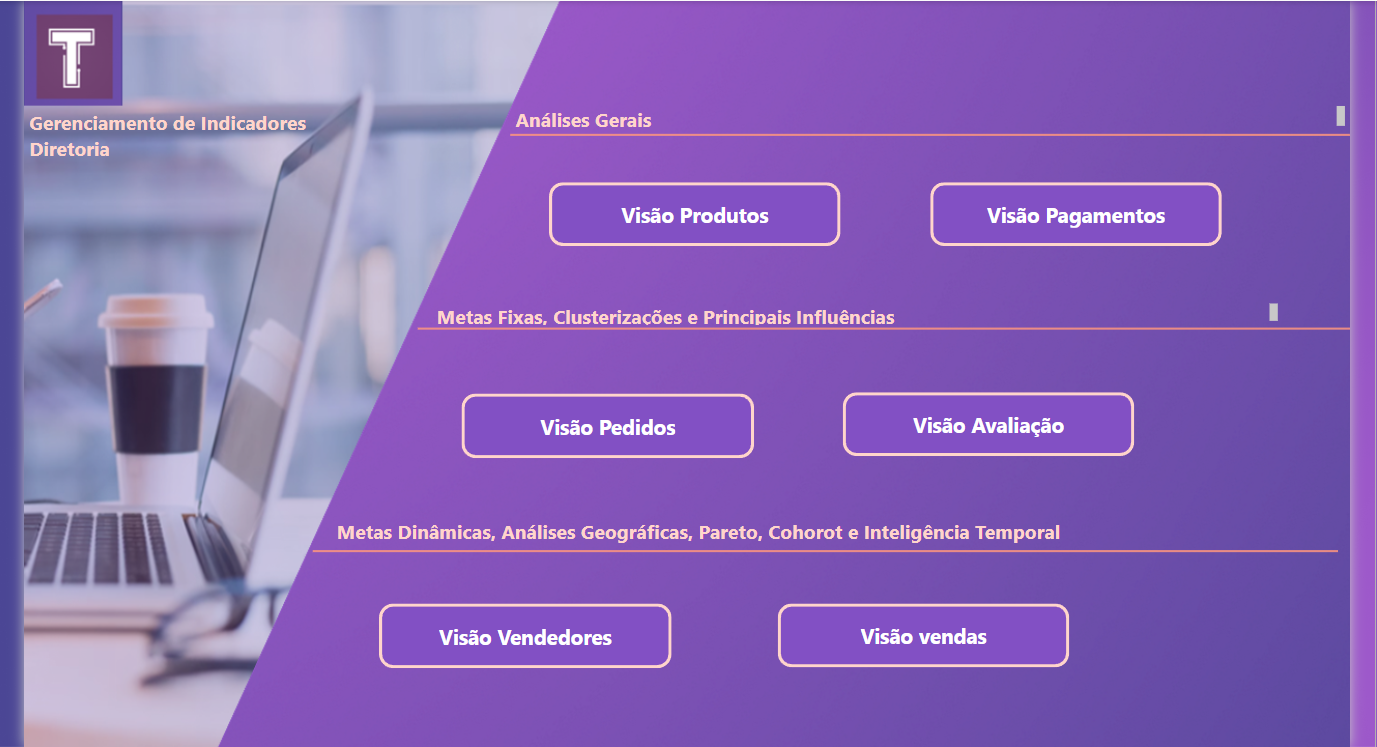 T
Gerenciamento de Indicadores
Diretoria
Análises Gerais
Visão Produtos
Visão Pagamentos
Metas Fixas, Clusterizações e Principais Influências
Visão Pedidos
Visão Avaliação
Metas Dinâmicas, Análises Geográficas, Pareto, Cohorot e Inteligência Temporal
Visão Vendedores
Visão vendas